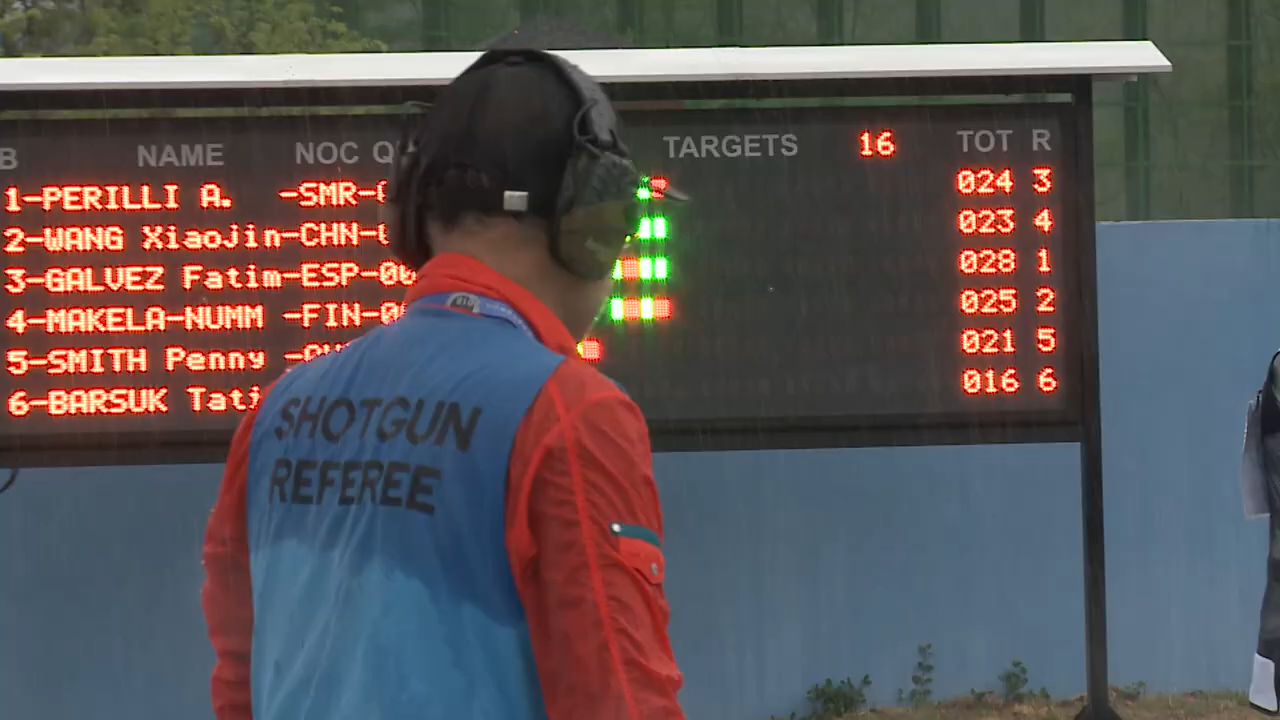 B NAME NOC TARGETS 16 TOT R
1-PERILLI A. -SMR- 024 3
2-WANG XiaoJin-CHN- 023 4
3-GALVEZ Fatim-ESP-06 028 1
4-MAKELA-NUMM -FIN- 025 2
5-SMITH Penny 021 5
6-BARSUK Tati 016 6
SHOTGUN
REFEREE